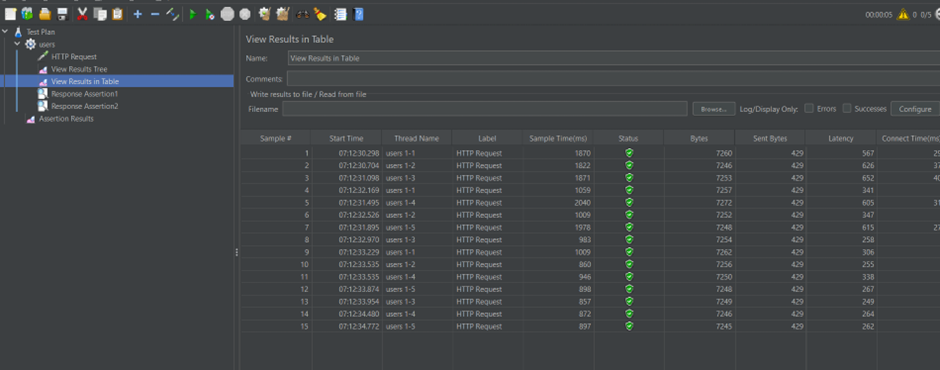 00:00:05 0 0/5
Test Plan
users
HTTP Request
View Results Tree
View Results in Table
Response Assertion1
Response Assertion2
Assertion Results
View Results in Table
Name: View Results in Table
Comments:
Write results to file / Read from file
Filename Browse... Log/Display Only: Errors Successes Configure
Sample # Start Time Thread Name Label Sample Time(ms) Status Bytes Sent Bytes Latency Connect Time(ms
1 07:12:30.298 users 1-1 HTTP Request 1870 7260 429 567
2 07:12:30.704 users 1-2 HTTP Request 1822 7246 429 626
3 07:12:31.098 users 1-3 HTTP Request 1871 7253 429 652
4 07:12:32.169 users 1-1 HTTP Request 1059 7257 429 341
5 07:12:31.495 users 1-4 HTTP Request 2040 7272 429 605
6 07:12:32.526 users 1-2 HTTP Request 1009 7252 429 347
7 07:12:31.895 users 1-5 HTTP Request 1978 7248 429 615
8 07:12:32.970 users 1-3 HTTP Request 983 7254 429 258
9 07:12:33.229 users 1-1 HTTP Request 1009 7262 429 306
10 07:12:33.535 users 1-2 HTTP Request 860 7256 429 255
11 07:12:33.535 users 1-4 HTTP Request 946 7250 429 338
12 07:12:33.874 users 1-5 HTTP Request 898 7248 429 267
13 07:12:33.954 users 1-3 HTTP Request 857 7249 429 249
14 07:12:34.480 users 1-4 HTTP Request 872 7246 429 264
15 07:12:34.772 users 1-5 HTTP Request 897 7245 429 262